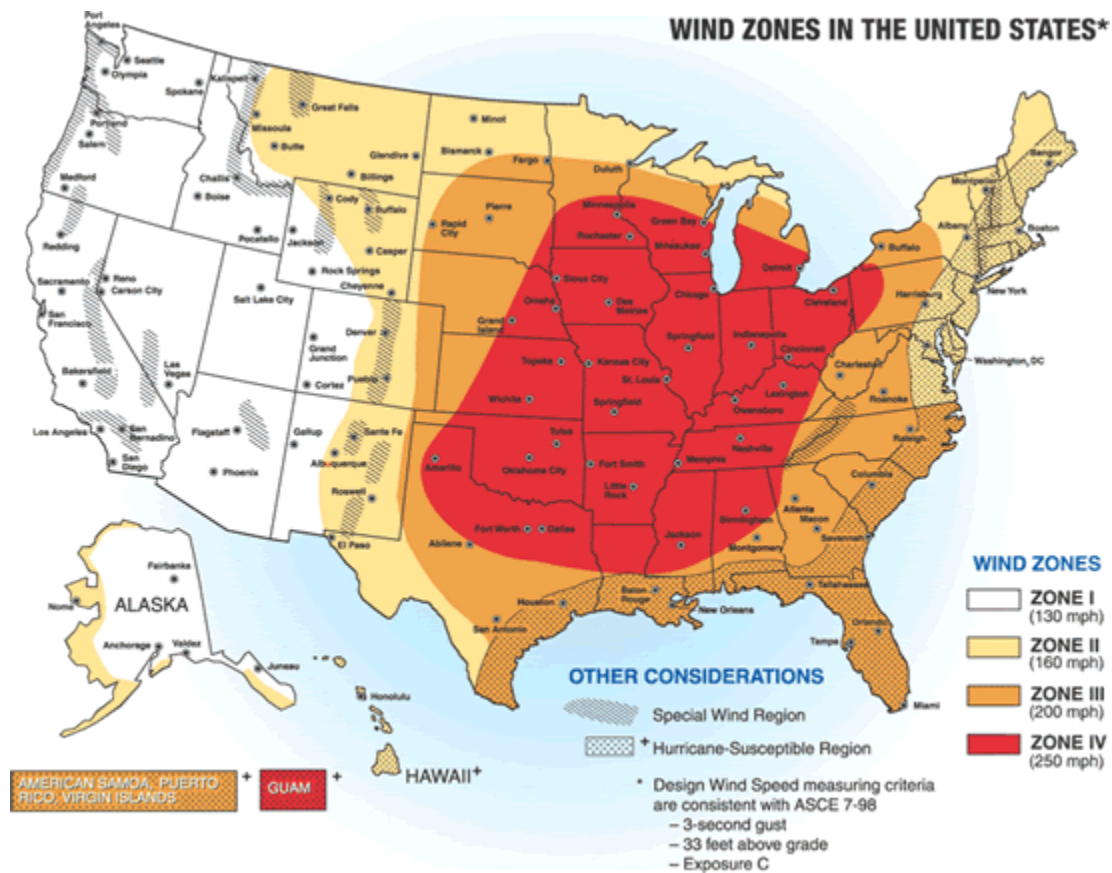 WIND ZONES IN THE UNITED STATES*
Port
Angeles
Seattle
Olympia
Spokane
Kalispell
Great Falls
Portland
Salem
Missoula
Butte
Glendive
Billings
Minot
Bismarck
Fargo
Duluth
Bangor
Montpelier
Medford
Challis
Boise
Cody
Buffalo
Pierre
Rapid
City
Minneapolis
Green Bay
Rochester
Albany
Boston
Redding
Pocatello
Jackson
Casper
Rock Springs
Cheyenne
Sioux City
Detroit
Buffalo
Sacramento
Reno
Carson City
Salt Lake City
Omaha
Des
Moines
Chicago
Cleveland
Harrisburg
New York
San
Francisco
Grand
Junction
Denver
Grand
Island
Springfield
Indianapolis
Cincinnati
Washington, DC
Bakersfield
Las
Vegas
Cortez
Pueblo
Topeka
Kansas City
St. Louis
Charleston
Lexington
Roanoke
Wichita
Springfield
Owensboro
Los Angeles
San
Bernadino
Flagstaff
Gallup
Santa Fe
Tulsa
Nashville
Raleigh
San
Diego
Phoenix
Albuquerque
Amarillo
Oklahoma City
Fort Smith
Memphis
Columbia
Roswell
Little
Rock
Atlanta
Macon
Birmingham
Savannah
El Paso
Abilene
Fort Worth
Dallas
Jackson
Montgomery
Tallahassee
Houston
Baton
Rouge
New Orleans
San Antonio
Orlando
Tampa
Miami
Fairbanks
Nome
ALASKA
Anchorage
Valdez
Juneau
Honolulu
HAWAII+
AMERICAN SAMOA, PUERTO
RICO, VIRGIN ISLANDS
+
GUAM
+
WIND ZONES
ZONE I
(130 mph)
ZONE II
(160 mph)
ZONE III
(200 mph)
ZONE IV
(250 mph)
OTHER CONSIDERATIONS
Special Wind Region
+ Hurricane-Susceptible Region
* Design Wind Speed measuring criteria
are consistent with ASCE 7-98
– 3-second gust
– 33 feet above grade
– Exposure C